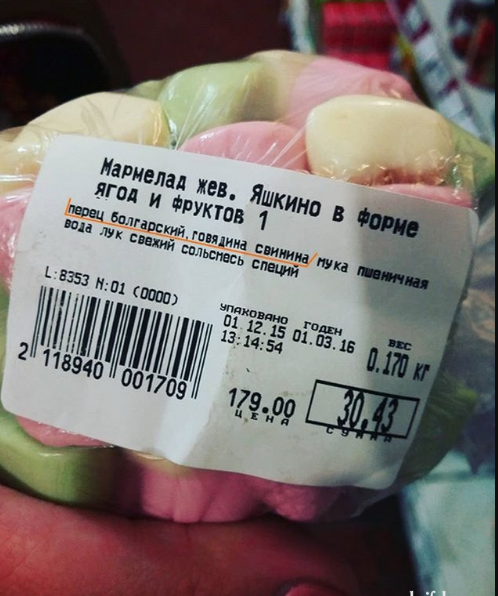 Мармелад жев. Яшкино в форме
ягод и фруктов 1
перец болгарский,говядина свинина мука пшеничная
вода лук свежий сольсмесь специй
L:8353 N:01 (0000)
УПАКОВАНО ГОДЕН ВЕС
01.12.15 01.03.16 0.170 кг
13:14:54
2 118940 001709
179.00 30.43
ЦЕНА СУММА